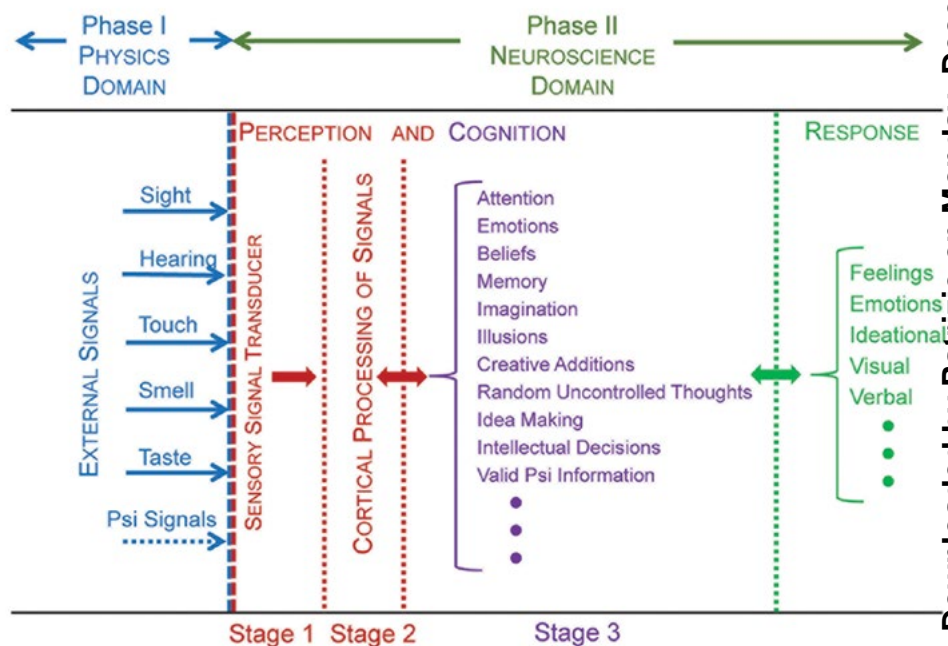 Phase I
PHYSICS
DOMAIN
Phase II
NEUROSCIENCE
DOMAIN
PERCEPTION AND COGNITION
RESPONSE
EXTERNAL SIGNALS
Sight
Hearing
Touch
Smell
Taste
Psi Signals
SENSORY SIGNAL TRANSDUCER
CORTICAL PROCESSING OF SIGNALS
Attention
Emotions
Beliefs
Memory
Imagination
Illusions
Creative Additions
Random Uncontrolled Thoughts
Idea Making
Intellectual Decisions
Valid Psi Information
Feelings
Emotions
Ideational
Visual
Verbal
Stage 1
Stage 2
Stage 3